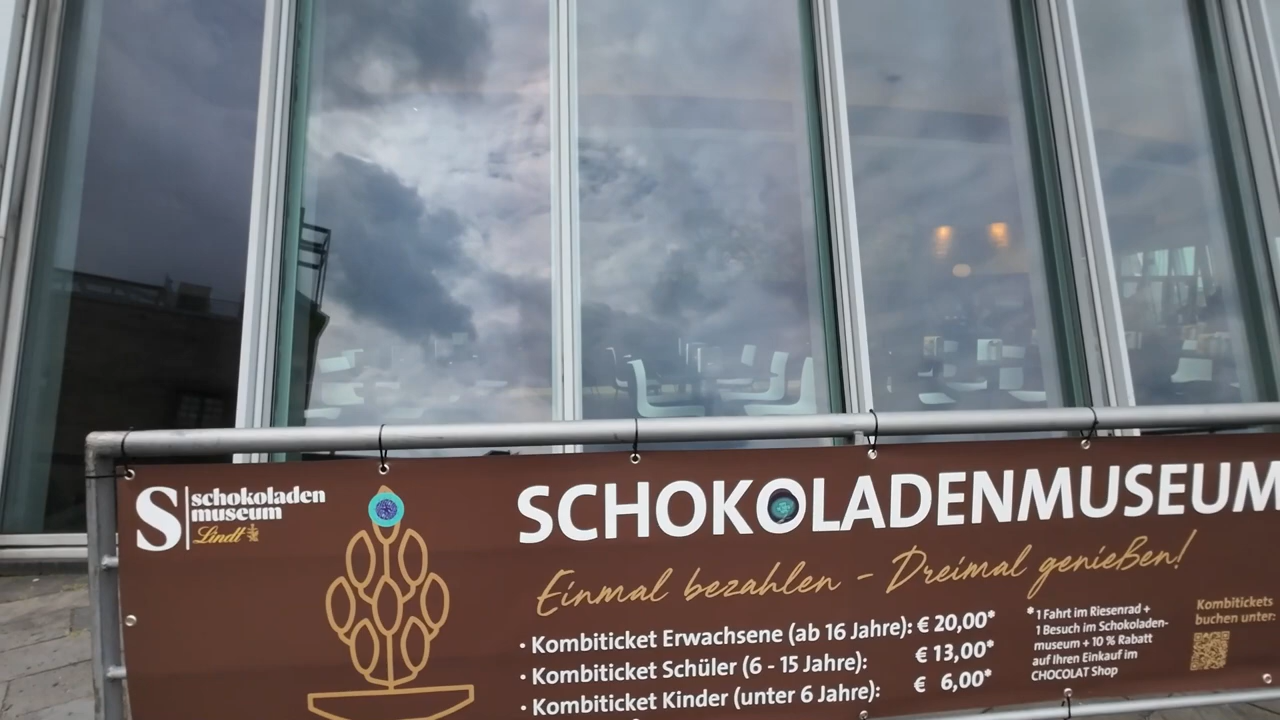 S schokoladen
museum
Lindt
SCHOKOLADENMUSEUM
Einmal bezahlen - Dreimal genießen!
· Kombiticket Erwachsene (ab 16 Jahre): € 20,00*
· Kombiticket Schüler (6 - 15 Jahre): € 13,00*
· Kombiticket Kinder (unter 6 Jahre): € 6,00*
* 1 Fahrt im Riesenrad +
1 Besuch im Schokoladen-
museum + 10 % Rabatt
auf Ihren Einkauf im
CHOCOLAT Shop
Kombitickets
buchen unter: